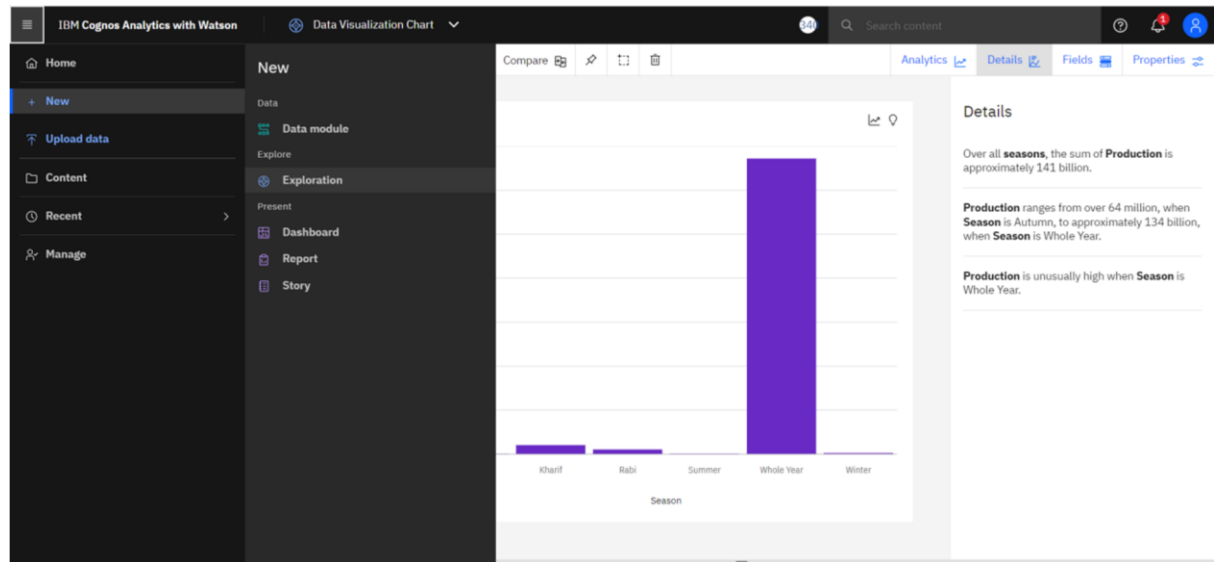 IBM Cognos Analytics with Watson
Data Visualization Chart
Search content
1
Home
New
Upload data
Content
Recent
Manage
New
Data
Data module
Explore
Exploration
Present
Dashboard
Report
Story
Compare
Analytics
Details
Fields
Properties
Kharif
Rabi
Summer
Whole Year
Winter
Season
Details
Over all seasons, the sum of Production is
approximately 141 billion.
Production ranges from over 64 million, when
Season is Autumn, to approximately 134 billion,
when Season is Whole Year.
Production is unusually high when Season is
Whole Year.